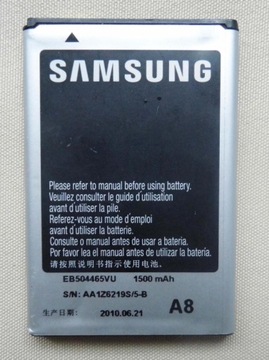 SAMSUNG
Please refer to manual before using battery.
Veuillez consulter le guide d'utilisation
avant d'utiliser la pile.
Referez-vous au mode d'emploi
avant d'utiliser la batterie.
Consulte o manual antes de usar a bateria.
Por favor lea el manual antes de utilizar la batería.
请按照说明书使用电池
EB504465VU 1500 mAh
S/N: AA1Z6219S/5-B
生产日期 2010.06.21 A8